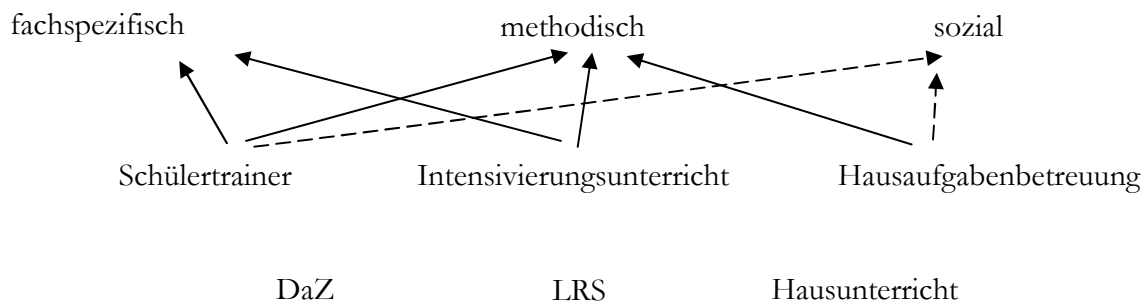 fachspezifisch methodisch sozial
Schülertrainer Intensivierungsunterricht Hausaufgabenbetreuung
DaZ LRS Hausunterricht